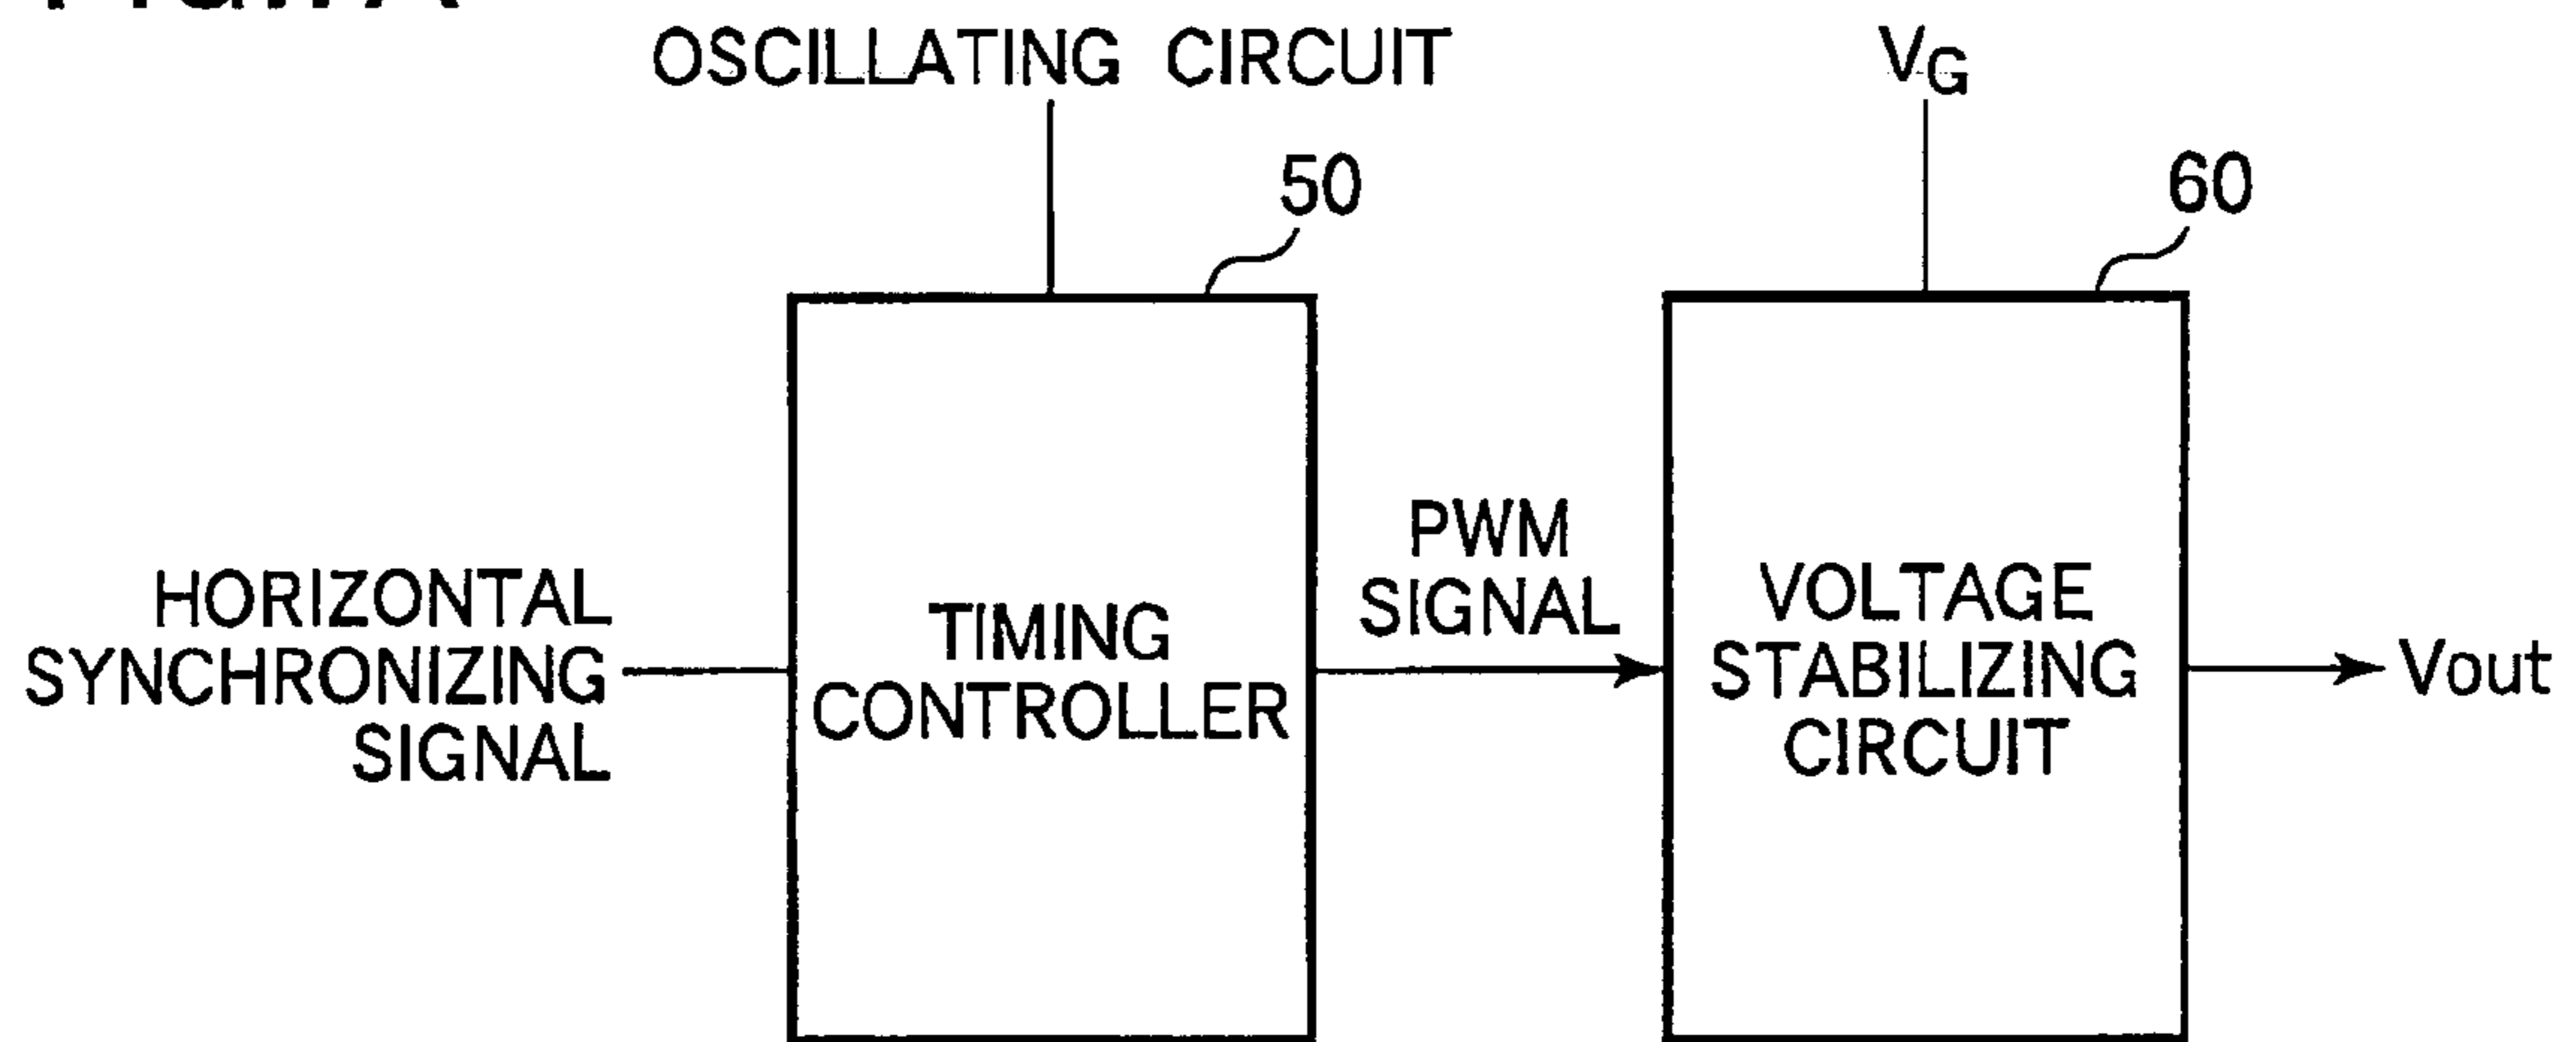 OSCILLATING CIRCUIT
VG
50
60
HORIZONTAL
SYNCHRONIZING
SIGNAL
TIMING
CONTROLLER
PWM
SIGNAL
VOLTAGE
STABILIZING
CIRCUIT
Vout